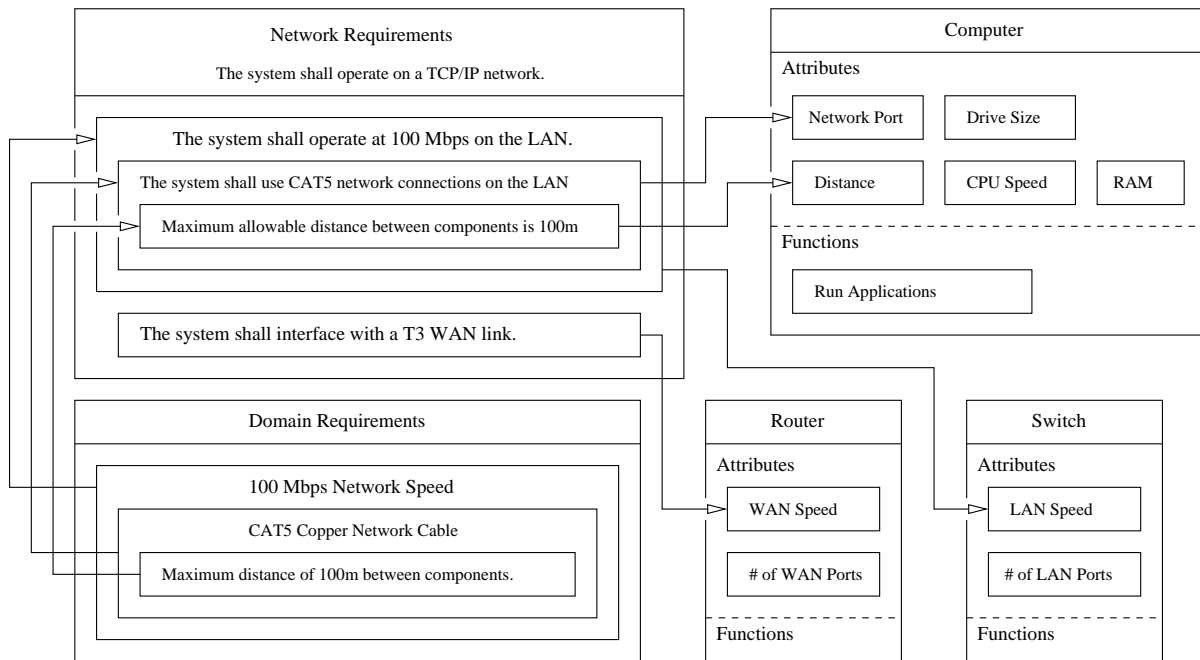 Network Requirements
The system shall operate on a TCP/IP network.
The system shall operate at 100 Mbps on the LAN.
The system shall use CAT5 network connections on the LAN
Maximum allowable distance between components is 100m
The system shall interface with a T3 WAN link.
Computer
Attributes
Network Port
Drive Size
Distance
CPU Speed
RAM
Functions
Run Applications
Domain Requirements
100 Mbps Network Speed
CAT5 Copper Network Cable
Maximum distance of 100m between components.
Router
Attributes
WAN Speed
# of WAN Ports
Functions
Switch
Attributes
LAN Speed
# of LAN Ports
Functions